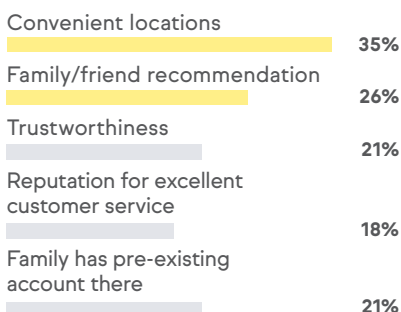 Convenient locations
35%
Family/friend recommendation
26%
Trustworthiness
21%
Reputation for excellent
customer service
18%
Family has pre-existing
account there
21%